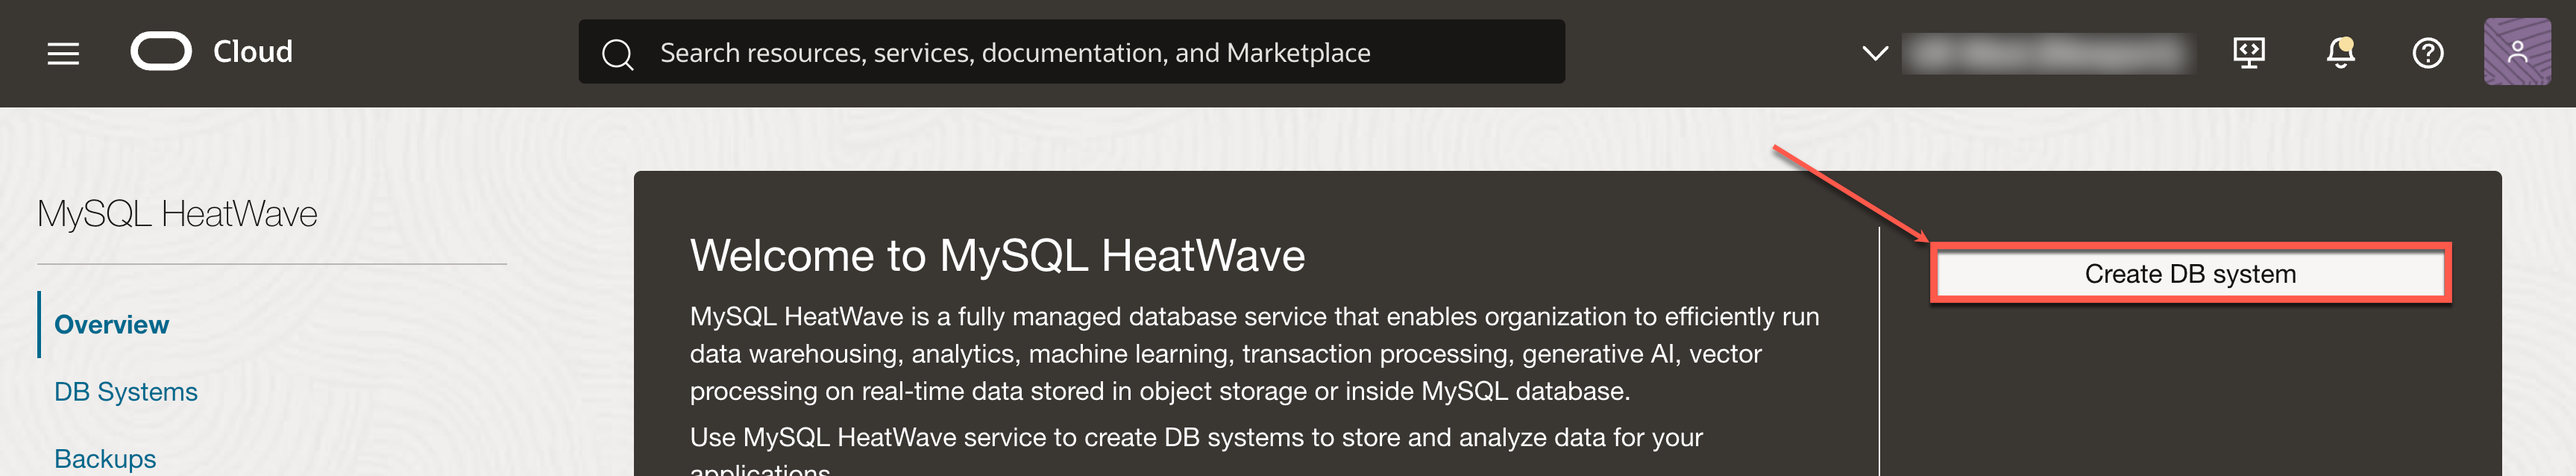 Cloud
Search resources, services, documentation, and Marketplace
MySQL HeatWave
Overview
DB Systems
Backups
Welcome to MySQL HeatWave
MySQL HeatWave is a fully managed database service that enables organization to efficiently run
data warehousing, analytics, machine learning, transaction processing, generative AI, vector
processing on real-time data stored in object storage or inside MySQL database.
Use MySQL HeatWave service to create DB systems to store and analyze data for your
applications.
Create DB system